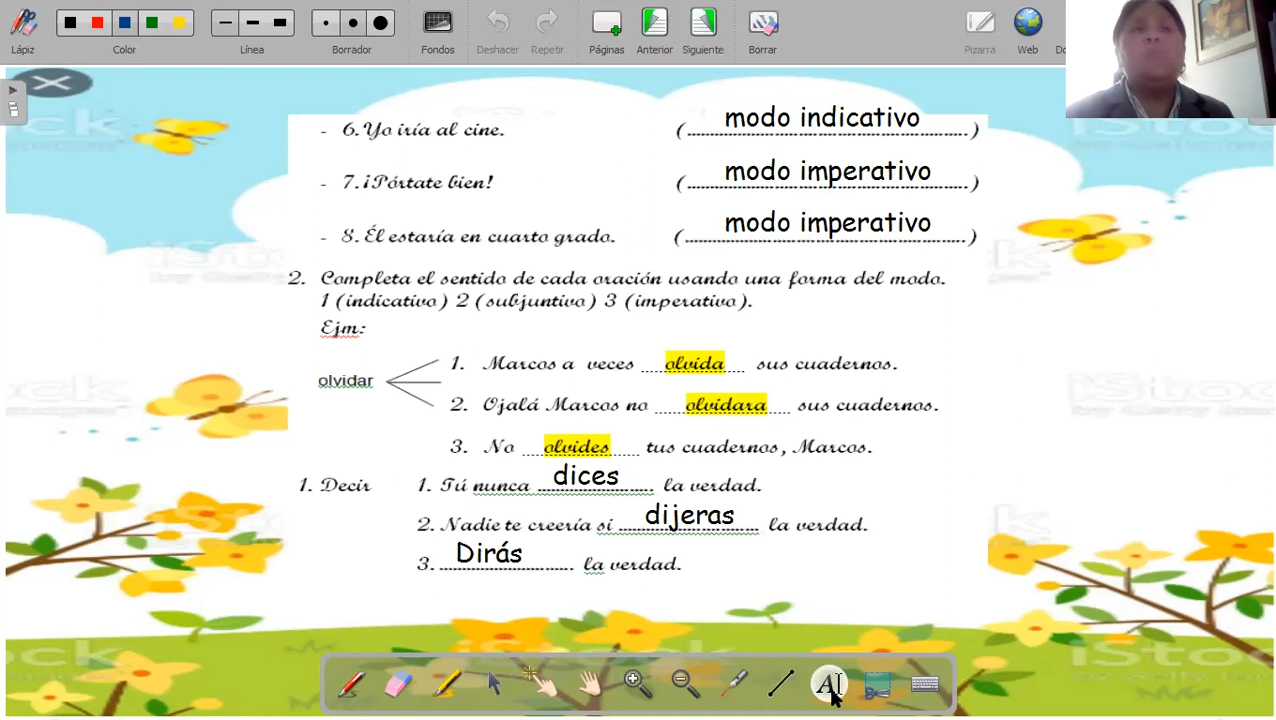 Lápiz
Color
Línea
Borrador
Fondos
Deshacer
Repetir
Páginas
Anterior
Siguiente
Borrar
Pizarra
Web
- 6. Yo iría al cine. (modo indicativo)
- 7. ¡Pórtate bien! (modo imperativo)
- 8. Él estaría en cuarto grado. (modo imperativo)
2. Completa el sentido de cada oración usando una forma del modo.
1 (indicativo) 2 (subjuntivo) 3 (imperativo).
Ejm:
olvidar
1. Marcos a veces olvida sus cuadernos.
2. Ojalá Marcos no olvidara sus cuadernos.
3. No olvides tus cuadernos, Marcos.
1. Decir 1. Tú nunca dices la verdad.
2. Nadie te creería si dijeras la verdad.
3. Dirás la verdad.